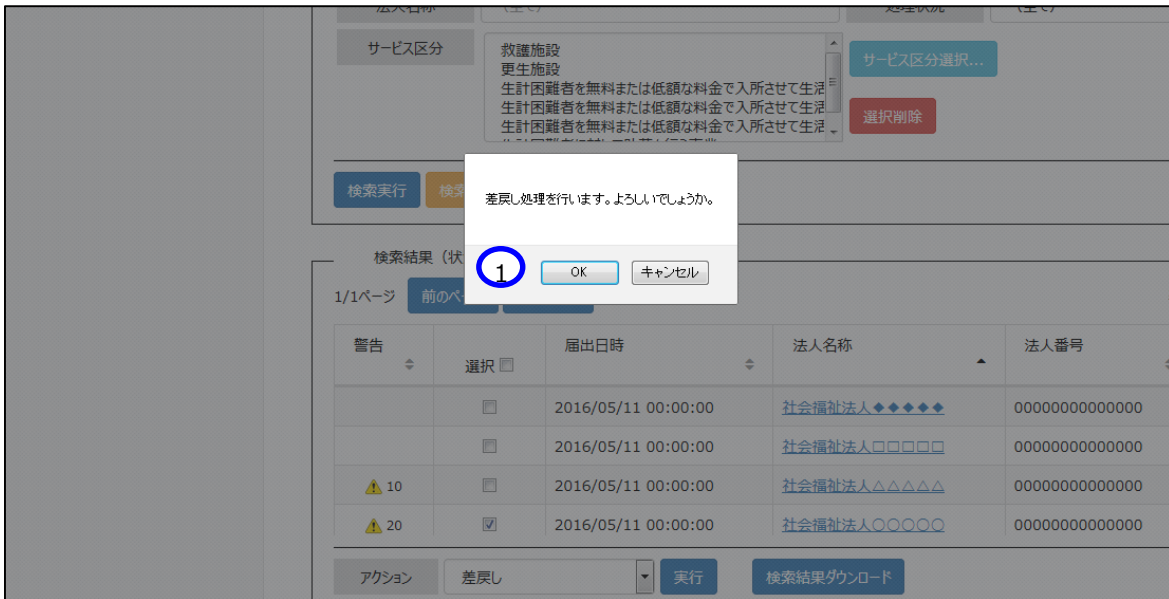 法人名称 （全て） 処理状況 （全て）
サービス区分
救護施設
更生施設
生計困難者を無料または低額な料金で入所させて生活
生計困難者を無料または低額な料金で入所させて生活
生計困難者を無料または低額な料金で入所させて生活
サービス区分選択...
選択削除
検索実行
差戻し処理を行います。よろしいでしょうか。
1 OK キャンセル
検索結果（状
1/1ページ 前のペ
警告 選択 届出日時 法人名称 法人番号
2016/05/11 00:00:00 社会福祉法人◆◆◆◆◆ 00000000000000
2016/05/11 00:00:00 社会福祉法人□□□□□ 00000000000000
10 2016/05/11 00:00:00 社会福祉法人△△△△△ 00000000000000
20 2016/05/11 00:00:00 社会福祉法人○○○○○ 00000000000000
アクション 差戻し 実行 検索結果ダウンロード